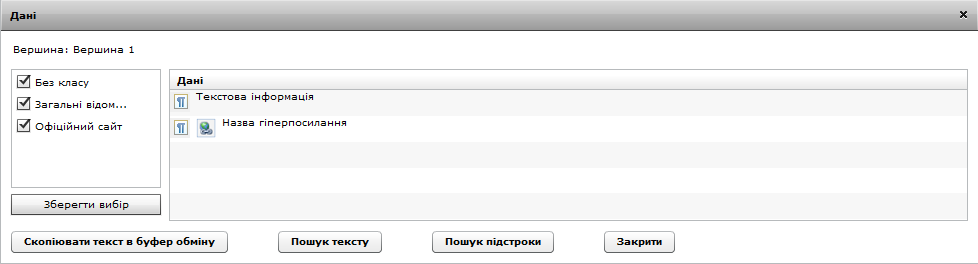 Дані
Вершина: Вершина 1
Без класу
Загальні відом...
Офіційний сайт
Зберегти вибір
Дані
Текстова інформація
Назва гіперпосилання
Скопіювати текст в буфер обміну
Пошук тексту
Пошук підстроки
Закрити